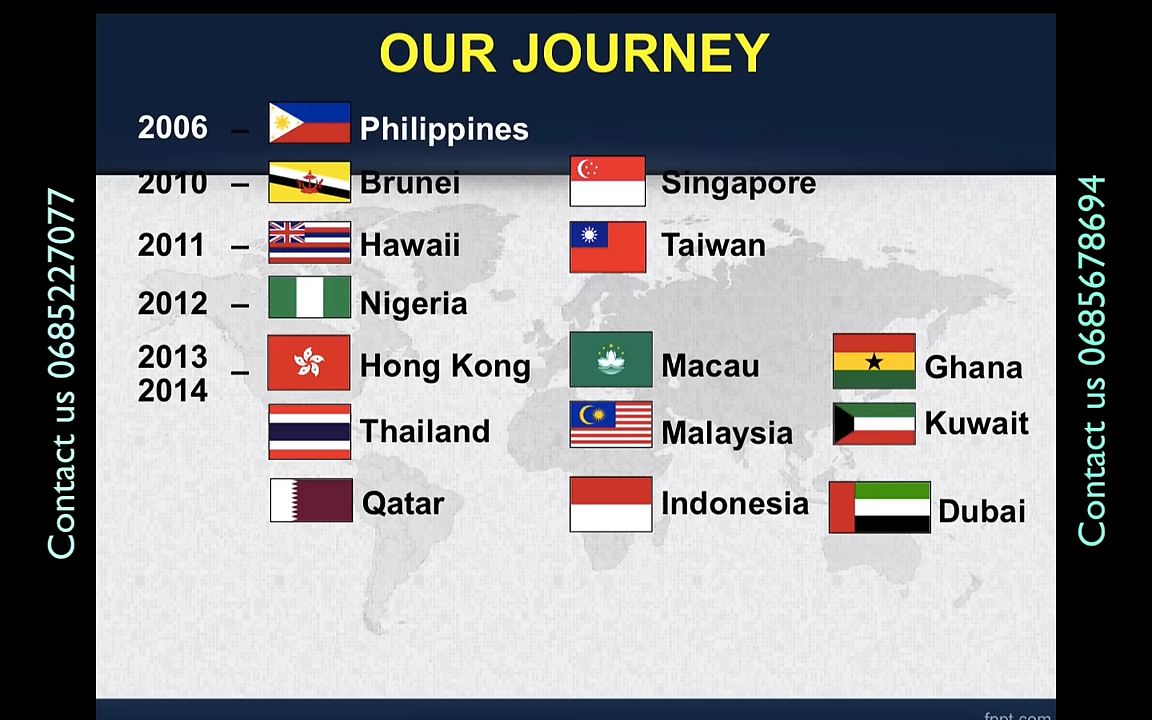 OUR JOURNEY
2006 – Philippines
2010 – Brunei Singapore
2011 – Hawaii Taiwan
2012 – Nigeria
2013
2014 – Hong Kong Macau Ghana
Thailand Malaysia Kuwait
Qatar Indonesia Dubai
Contact us 0685227077
Contact us 0685678694
fppt.com